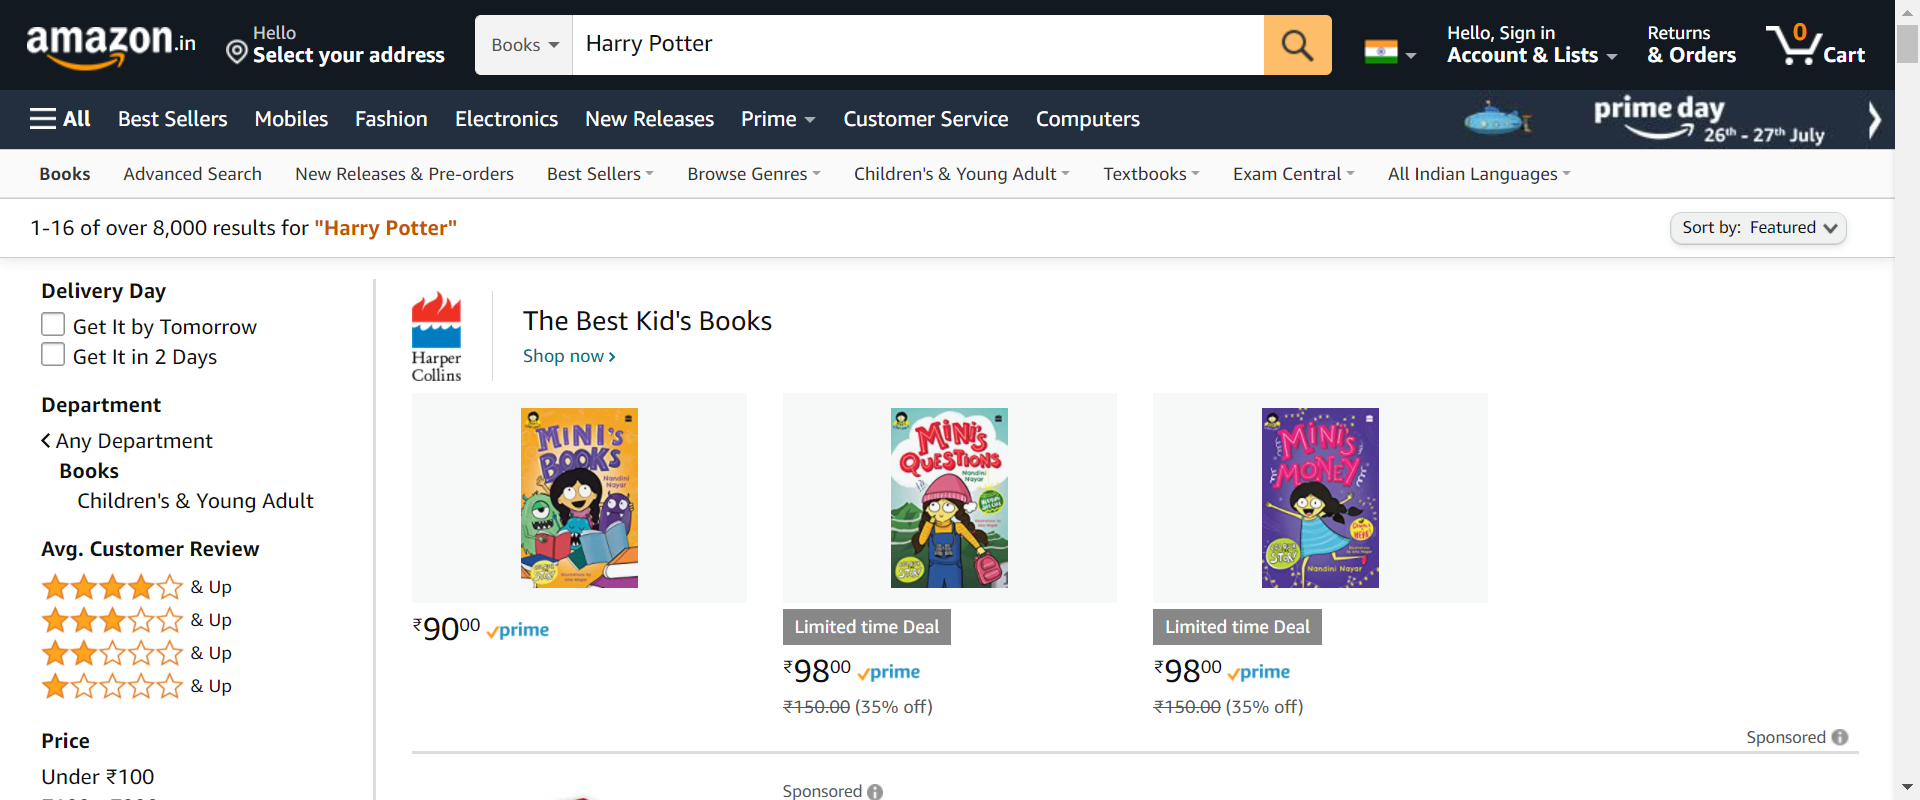 amazon.in
Hello
Select your address
Books
Harry Potter
Hello, Sign in
Account & Lists
Returns
& Orders
0
Cart
All
Best Sellers
Mobiles
Fashion
Electronics
New Releases
Prime
Customer Service
Computers
prime day
26th - 27th July
Books
Advanced Search
New Releases & Pre-orders
Best Sellers
Browse Genres
Children's & Young Adult
Textbooks
Exam Central
All Indian Languages
1-16 of over 8,000 results for "Harry Potter"
Sort by: Featured
Delivery Day
Get It by Tomorrow
Get It in 2 Days
Department
Any Department
Books
Children's & Young Adult
Avg. Customer Review
& Up
& Up
& Up
& Up
Price
Under ₹100
Harper
Collins
The Best Kid's Books
Shop now ›
MINI'S
BOOKS
Nandini
Nayar
₹9000 prime
MINI'S
QUESTIONS
Nandini
Nayar
Limited time Deal
₹9800 prime
₹150.00 (35% off)
MINI'S
MONEY
Nandini Nayar
Limited time Deal
₹9800 prime
₹150.00 (35% off)
Sponsored
Sponsored